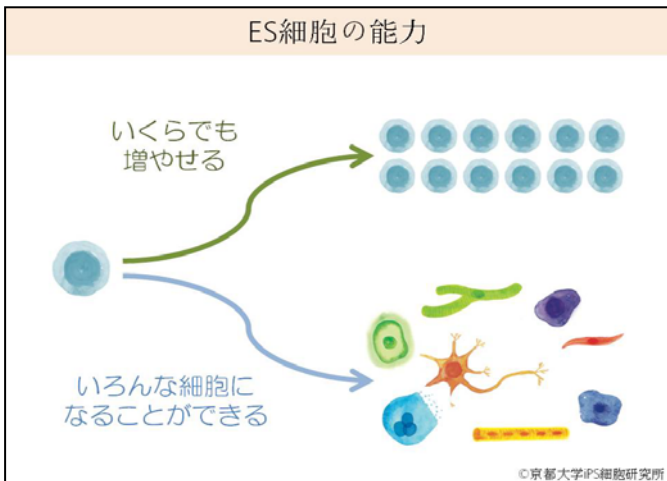 ES細胞の能力
いくらでも
増やせる
いろんな細胞に
なることができる
©京都大学iPS細胞研究所